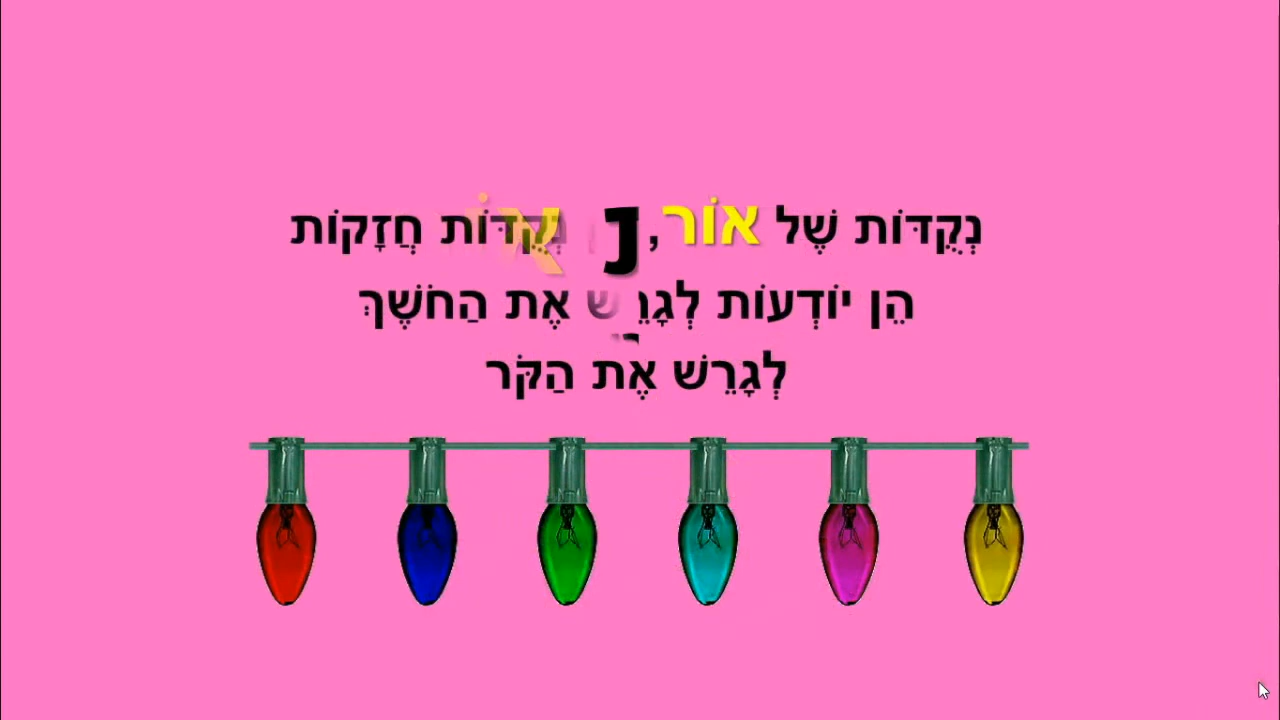 נְקֻדּוֹת שֶׁל אוֹר, נְקֻדּוֹת חֲזָקוֹת
הֵן יוֹדְעוֹת לְגָרֵשׁ אֶת הַחֹשֶׁךְ
לְגָרֵשׁ אֶת הַקֹּר